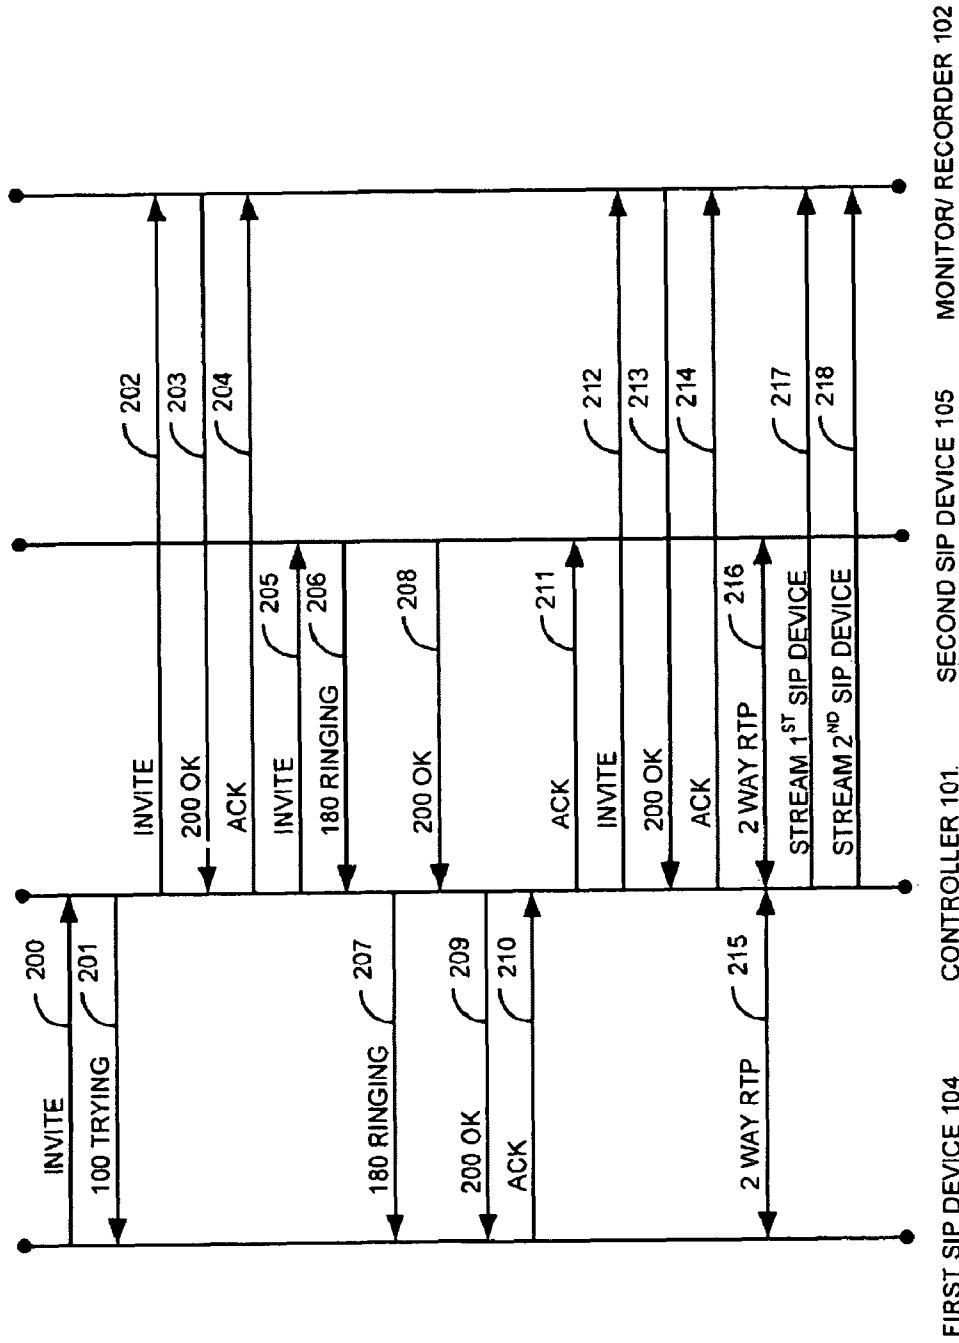 INVITE 200
100 TRYING 201
INVITE 202
200 OK 203
ACK 204
INVITE 205
180 RINGING 206
180 RINGING 207
200 OK 208
200 OK 209
ACK 210
ACK 211
INVITE 212
200 OK 213
ACK 214
2 WAY RTP 215
2 WAY RTP 216
STREAM 1ST SIP DEVICE 217
STREAM 2ND SIP DEVICE 218
FIRST SIP DEVICE 104
CONTROLLER 101.
SECOND SIP DEVICE 105
MONITOR/ RECORDER 102